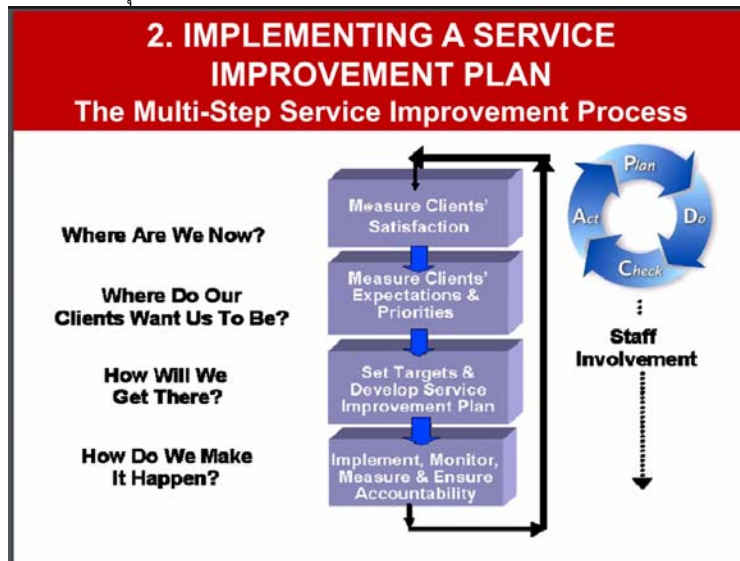 2. IMPLEMENTING A SERVICE
IMPROVEMENT PLAN
The Multi-Step Service Improvement Process
Where Are We Now?
Measure Clients'
Satisfaction
Where Do Our
Clients Want Us To Be?
Measure Clients'
Expectations &
Priorities
How Will We
Get There?
Set Targets &
Develop Service
Improvement Plan
How Do We Make
It Happen?
Implement, Monitor,
Measure & Ensure
Accountability
Plan
Do
Check
Act
Staff
Involvement